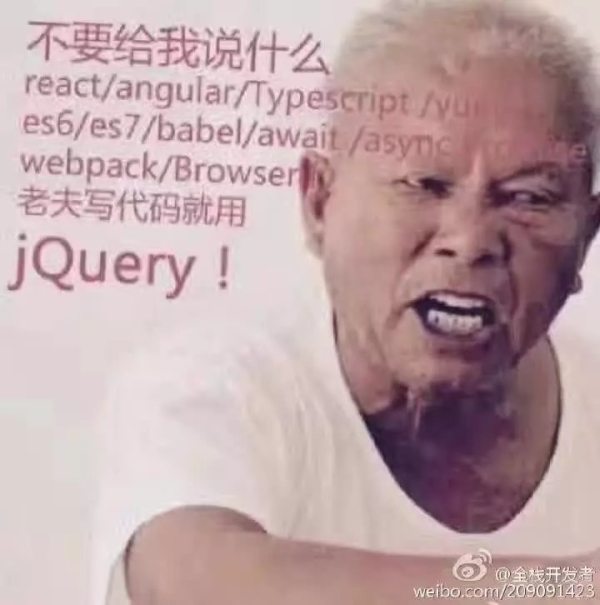 不要给我说什么
react/angular/Typescript
es6/es7/babel/await /async
webpack/Browser
老夫写代码就用
jQuery！
@全栈开发者
weibo.com/209091423